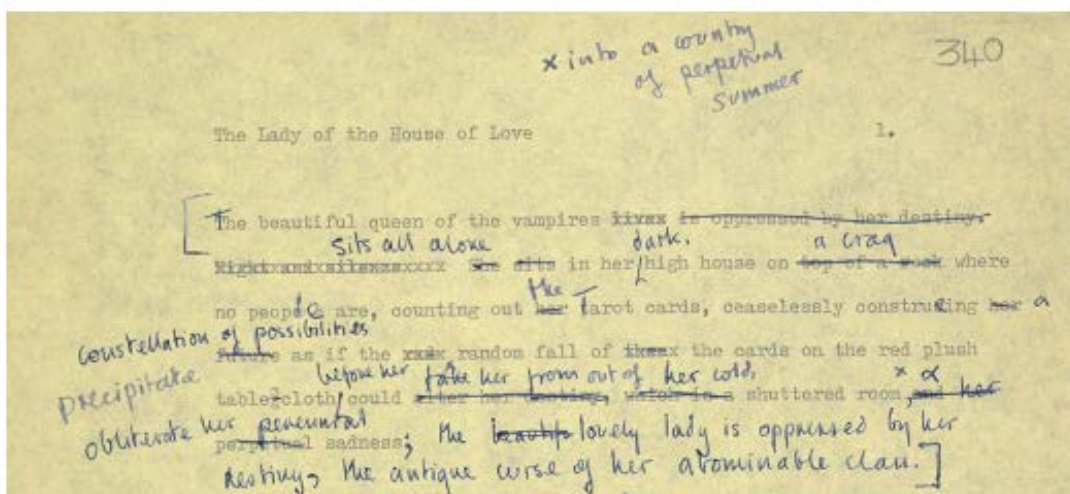 × into a country
of perpetual
summer
340
The Lady of the House of Love 1.
The beautiful queen of the vampires is oppressed by her destiny.
sits all alone dark, a crag
She sits in her high house on top of a rock where
the
no people are, counting out her Tarot cards, ceaselessly constructing her a
constellation of possibilities
future as if the random fall of the cards on the red plush
precipitate
before her take her from out of her cold, × &
table-cloth could alter her destiny, which is a shuttered room, and her
obliterate her perennial
perpetual sadness; the lovely lady is oppressed by her
destiny, the antique curse of her abominable clan.